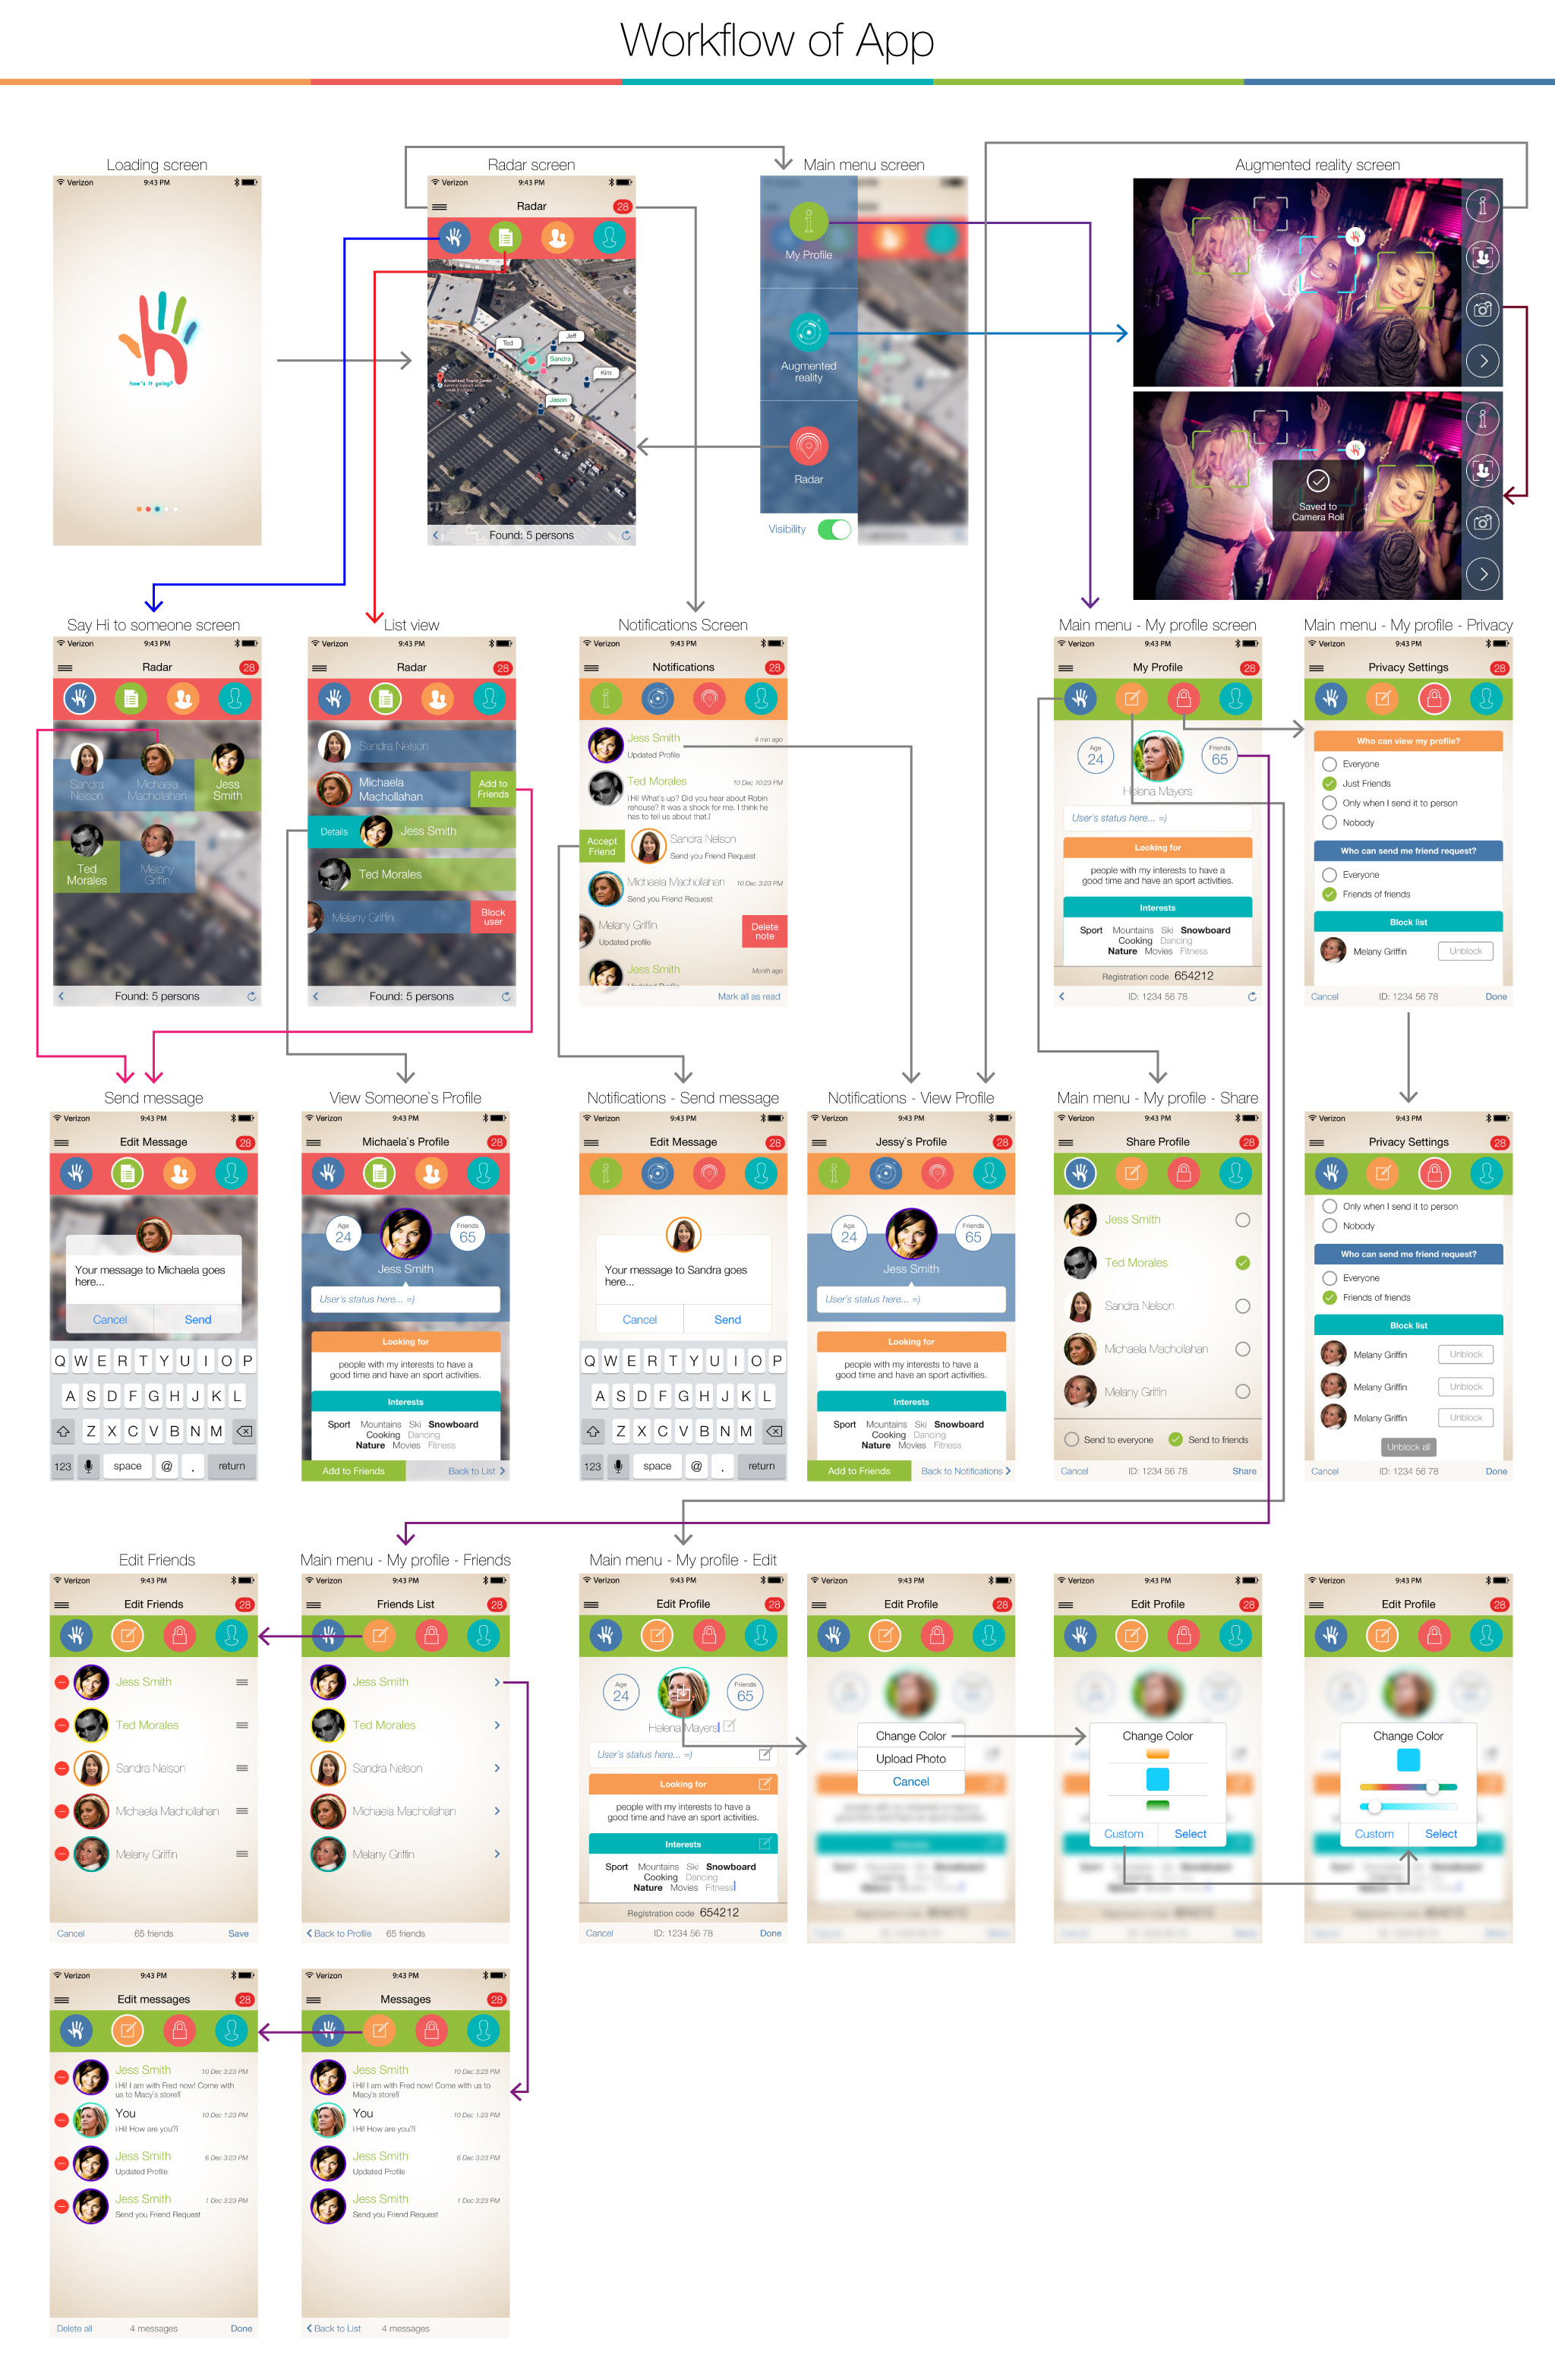 Workflow of App
Loading screen
Verizon 9:43 PM
how's it going?
Radar screen
Verizon 9:43 PM
Radar 28
Ted
Jeff
Sandra
Kim
Jason
Found: 5 persons
Main menu screen
My Profile
Augmented
reality
Radar
Visibility
Augmented reality screen
Saved to
Camera Roll
Say Hi to someone screen
Verizon 9:43 PM
Radar 28
Sandra
Nelson
Michaela
Machollahan
Jess
Smith
Ted
Morales
Melany
Griffin
Found: 5 persons
List view
Verizon 9:43 PM
Radar 28
Sandra Nelson
Michaela
Machollahan
Add to
Friends
Details Jess Smith
Ted Morales
Melany Griffin
Block
user
Found: 5 persons
Notifications Screen
Verizon 9:43 PM
Notifications 28
Jess Smith 4 min ago
Updated Profile
Ted Morales 10 Dec 10:23 PM
Hi! What's up? Did you hear about Robin
rehouse? It was a shock for me. I think he
has to tell us about that.
Accept
Friend
Sandra Nelson
Send you Friend Request
Michaela Machollahan 10 Dec 3:23 PM
Send you Friend Request
Melany Griffin
Updated profile
Delete
note
Jess Smith Month ago
Updated Profile
Mark all as read
Main menu - My profile screen
Verizon 9:43 PM
My Profile 28
Age
24
Friends
65
Helena Mayers
User's status here... =)
Looking for
people with my interests to have a
good time and have an sport activities.
Interests
Sport Mountains Ski Snowboard
Cooking Dancing
Nature Movies Fitness
Registration code 654212
ID: 1234 56 78
Main menu - My profile - Privacy
Verizon 9:43 PM
Privacy Settings 28
Who can view my profile?
Everyone
Just Friends
Only when I send it to person
Nobody
Who can send me friend request?
Everyone
Friends of friends
Block list
Melany Griffin Unblock
Cancel ID: 1234 56 78 Done
Send message
Verizon 9:43 PM
Edit Message 28
Your message to Michaela goes
here...
Cancel Send
Q W E R T Y U I O P
A S D F G H J K L
Z X C V B N M
123 space @ . return
View Someone`s Profile
Verizon 9:43 PM
Michaela`s Profile 28
Age
24
Friends
65
Jess Smith
User's status here... =)
Looking for
people with my interests to have a
good time and have an sport activities.
Interests
Sport Mountains Ski Snowboard
Cooking Dancing
Nature Movies Fitness
Add to Friends Back to List
Notifications - Send message
Verizon 9:43 PM
Edit Message 28
Your message to Sandra goes
here...
Cancel Send
Q W E R T Y U I O P
A S D F G H J K L
Z X C V B N M
123 space @ . return
Notifications - View Profile
Verizon 9:43 PM
Jessy`s Profile 28
Age
24
Friends
65
Jess Smith
User's status here... =)
Looking for
people with my interests to have a
good time and have an sport activities.
Interests
Sport Mountains Ski Snowboard
Cooking Dancing
Nature Movies Fitness
Add to Friends Back to Notifications
Main menu - My profile - Share
Verizon 9:43 PM
Share Profile 28
Jess Smith
Ted Morales
Sandra Nelson
Michaela Machollahan
Melany Griffin
Send to everyone Send to friends
Cancel ID: 1234 56 78 Share
Verizon 9:43 PM
Privacy Settings 28
Only when I send it to person
Nobody
Who can send me friend request?
Everyone
Friends of friends
Block list
Melany Griffin Unblock
Melany Griffin Unblock
Melany Griffin Unblock
Unblock all
Cancel ID: 1234 56 78 Done
Edit Friends
Verizon 9:43 PM
Edit Friends 28
Jess Smith
Ted Morales
Sandra Nelson
Michaela Machollahan
Melany Griffin
Cancel 65 friends Save
Main menu - My profile - Friends
Verizon 9:43 PM
Friends List 28
Jess Smith
Ted Morales
Sandra Nelson
Michaela Machollahan
Melany Griffin
Back to Profile 65 friends
Main menu - My profile - Edit
Verizon 9:43 PM
Edit Profile 28
Age
24
Friends
65
Helena Mayers
User's status here... =)
Looking for
people with my interests to have a
good time and have an sport activities.
Interests
Sport Mountains Ski Snowboard
Cooking Dancing
Nature Movies Fitness
Registration code 654212
Cancel ID: 1234 56 78 Done
Verizon 9:43 PM
Edit Profile 28
Change Color
Upload Photo
Cancel
Verizon 9:43 PM
Edit Profile 28
Change Color
Custom Select
Verizon 9:43 PM
Edit Profile 28
Change Color
Custom Select
Verizon 9:43 PM
Edit messages 28
Jess Smith 10 Dec 3:23 PM
Hi! I am with Fred now! Come with
us to Macy's store!
You 10 Dec 1:23 PM
Hi! How are you?
Jess Smith 6 Dec 3:23 PM
Updated Profile
Jess Smith 1 Dec 3:23 PM
Send you Friend Request
Delete all 4 messages Done
Verizon 9:43 PM
Messages 28
Jess Smith 10 Dec 3:23 PM
Hi! I am with Fred now! Come with us to
Macy's store!
You 10 Dec 1:23 PM
Hi! How are you?
Jess Smith 6 Dec 3:23 PM
Updated Profile
Jess Smith 1 Dec 3:23 PM
Send you Friend Request
Back to List 4 messages